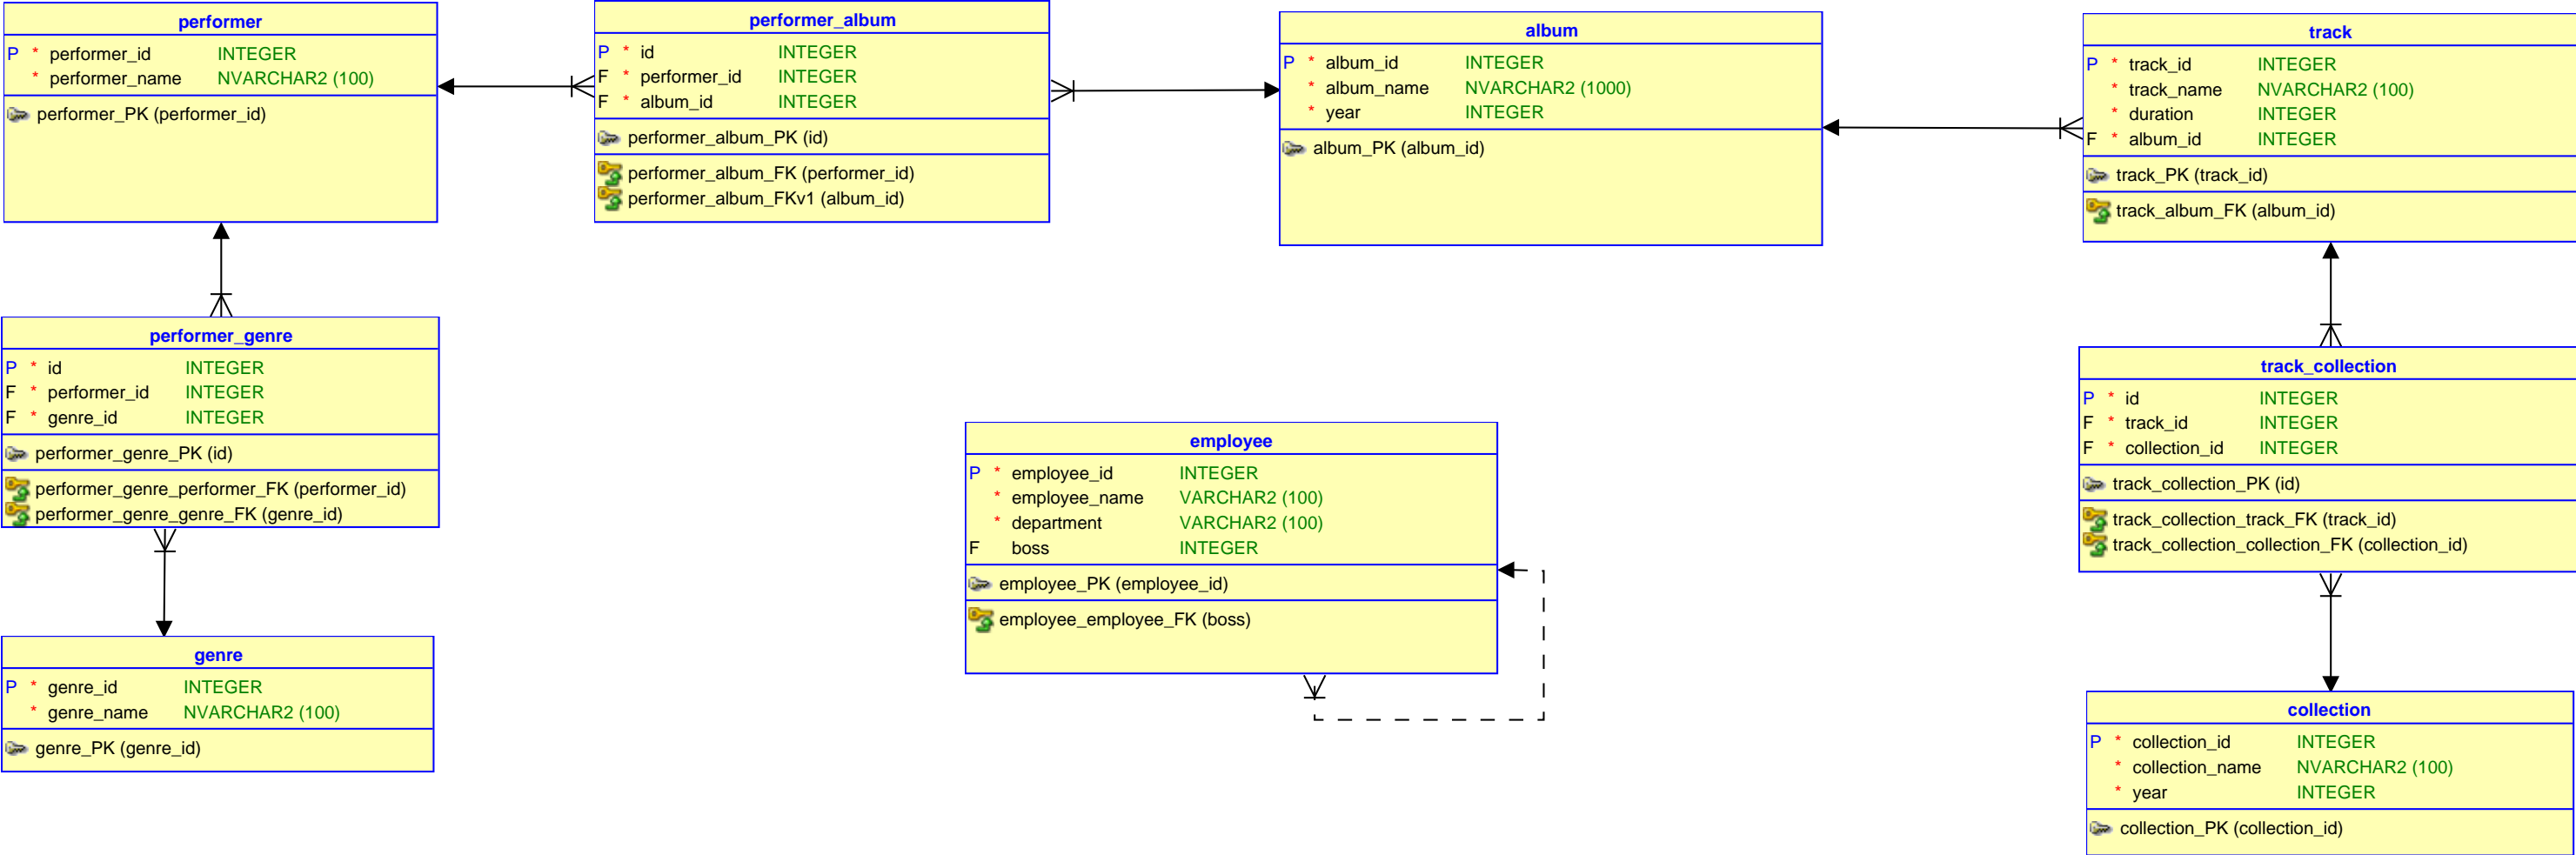 performer
P * performer_id INTEGER
* performer_name NVARCHAR2 (100)
performer_PK (performer_id)
performer_album
P * id INTEGER
F * performer_id INTEGER
F * album_id INTEGER
performer_album_PK (id)
performer_album_FK (performer_id)
performer_album_FKv1 (album_id)
album
P * album_id INTEGER
* album_name NVARCHAR2 (1000)
* year INTEGER
album_PK (album_id)
track
P * track_id INTEGER
* track_name NVARCHAR2 (100)
* duration INTEGER
F * album_id INTEGER
track_PK (track_id)
track_album_FK (album_id)
performer_genre
P * id INTEGER
F * performer_id INTEGER
F * genre_id INTEGER
performer_genre_PK (id)
performer_genre_performer_FK (performer_id)
performer_genre_genre_FK (genre_id)
employee
P * employee_id INTEGER
* employee_name VARCHAR2 (100)
* department VARCHAR2 (100)
F boss INTEGER
employee_PK (employee_id)
employee_employee_FK (boss)
track_collection
P * id INTEGER
F * track_id INTEGER
F * collection_id INTEGER
track_collection_PK (id)
track_collection_track_FK (track_id)
track_collection_collection_FK (collection_id)
genre
P * genre_id INTEGER
* genre_name NVARCHAR2 (100)
genre_PK (genre_id)
collection
P * collection_id INTEGER
* collection_name NVARCHAR2 (100)
* year INTEGER
collection_PK (collection_id)